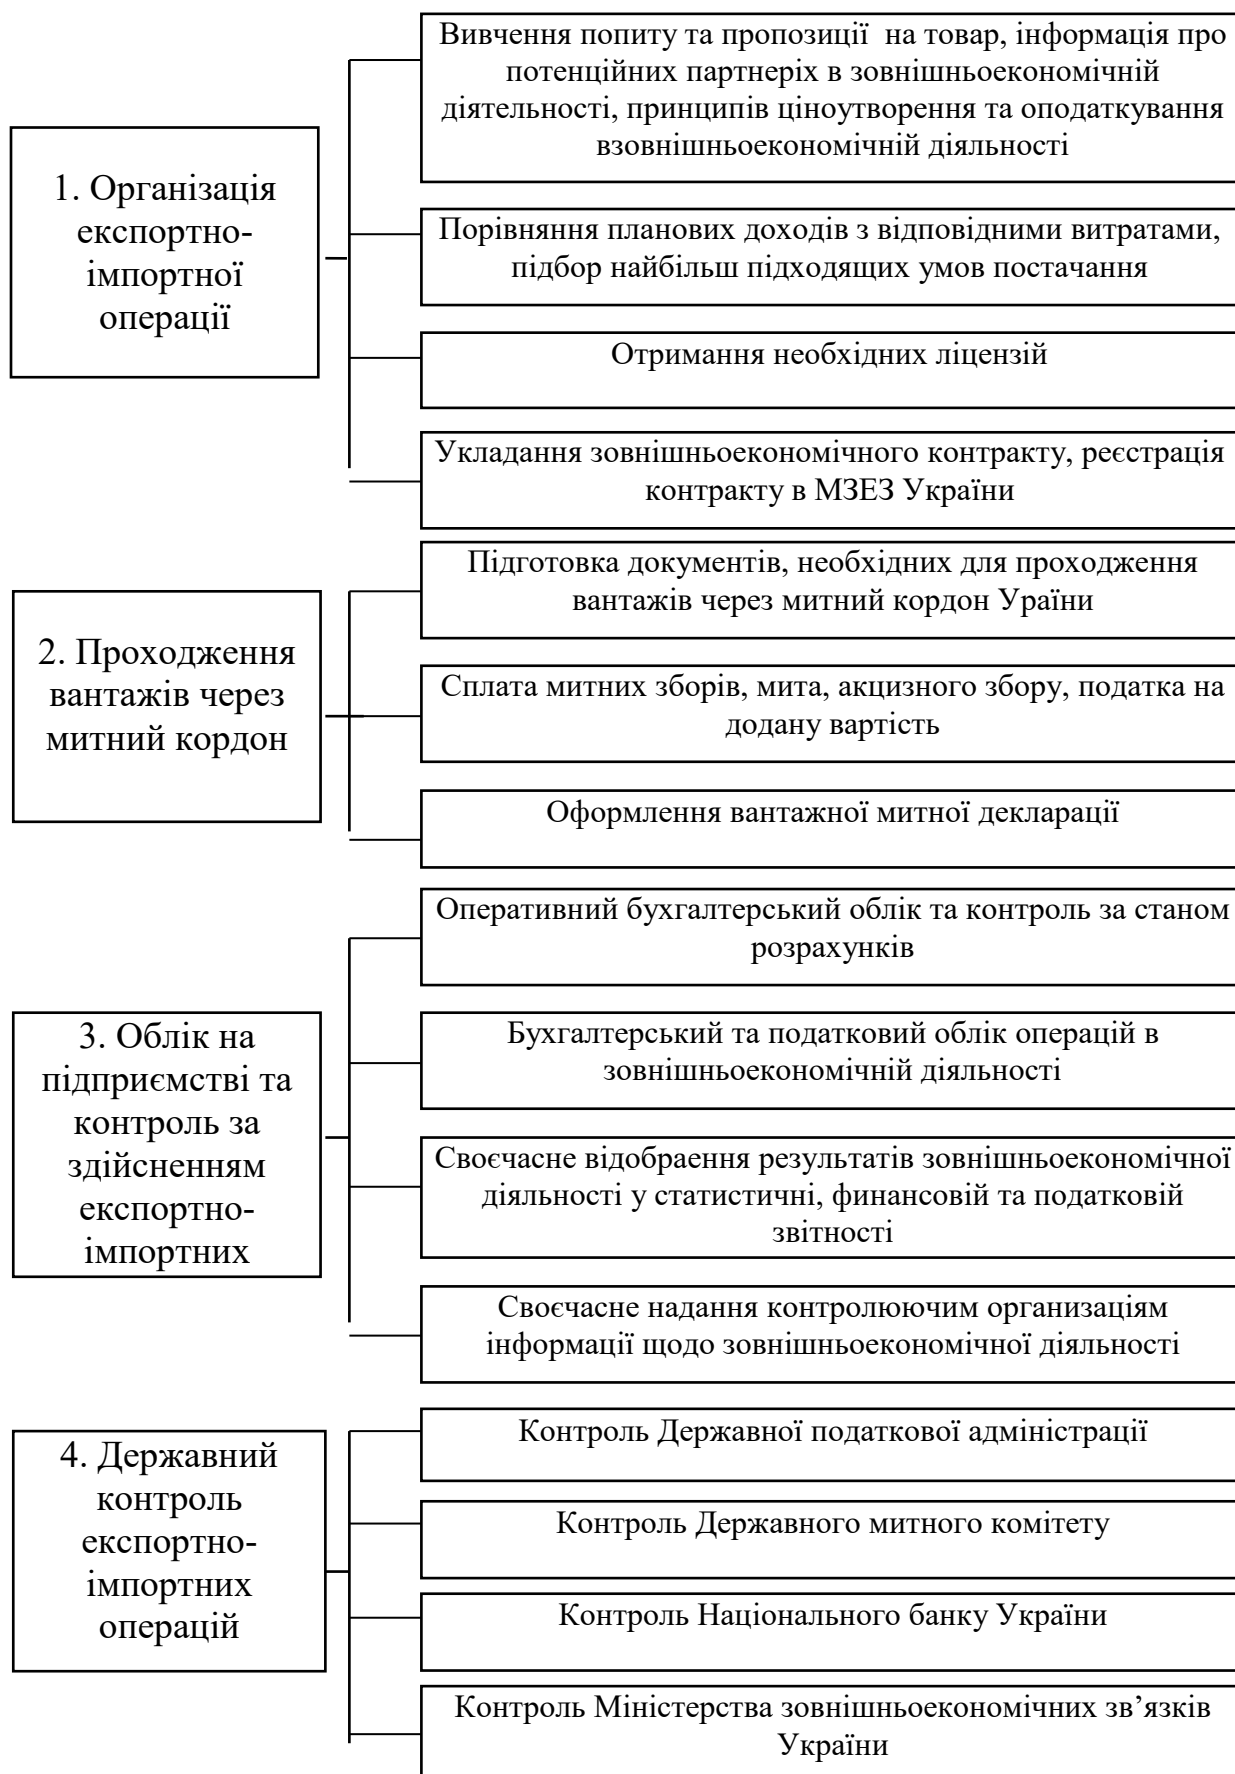 1. Організація
експортно-
імпортної
операції
Вивчення попиту та пропозиції на товар, інформація про
потенційних партнеріх в зовнішньоекономічній
діятельності, принципів ціноутворення та оподаткування
взовнішньоекономічній діяльності
Порівняння планових доходів з відповідними витратами,
підбор найбільш підходящих умов постачання
Отримання необхідних ліцензій
Укладання зовнішньоекономічного контракту, реєстрація
контракту в МЗЕЗ України
2. Проходження
вантажів через
митний кордон
Підготовка документів, необхідних для проходження
вантажів через митний кордон Ураїни
Сплата митних зборів, мита, акцизного збору, податка на
додану вартість
Оформлення вантажної митної декларації
3. Облік на
підприємстві та
контроль за
здійсненням
експортно-
імпортних
Оперативний бухгалтерський облік та контроль за станом
розрахунків
Бухгалтерський та податковий облік операцій в
зовнішньоекономічній діяльності
Своєчасне відобраення результатів зовнішньоекономічної
діяльності у статистичні, финансовій та податковій
звітності
Своєчасне надання контролюючим организаціям
інформації щодо зовнішньоекономічної діяльності
4. Державний
контроль
експортно-
імпортних
операцій
Контроль Державної податкової адміністрації
Контроль Державного митного комітету
Контроль Національного банку України
Контроль Міністерства зовнішньоекономічних зв’язків
України